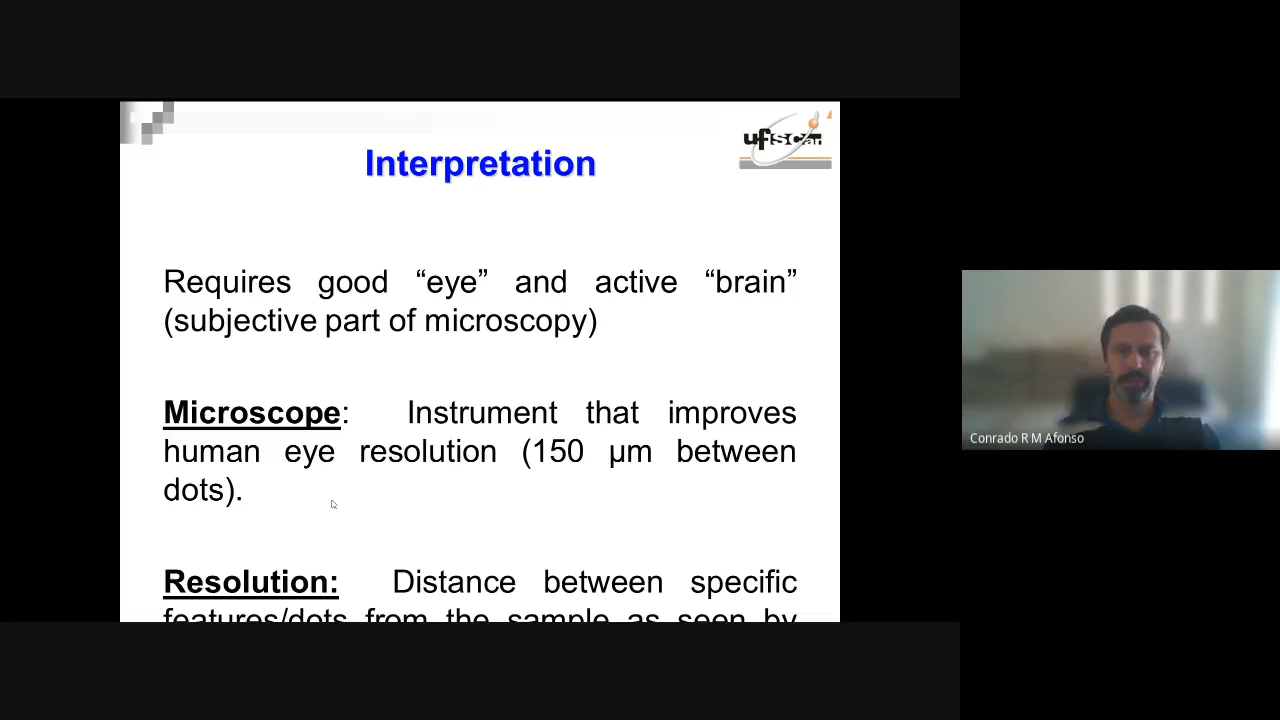 ufscar
Interpretation
Requires good “eye” and active “brain”
(subjective part of microscopy)
Microscope: Instrument that improves
human eye resolution (150 µm between
dots).
Resolution: Distance between specific
features/dots from the sample as seen by
Conrado R M Afonso